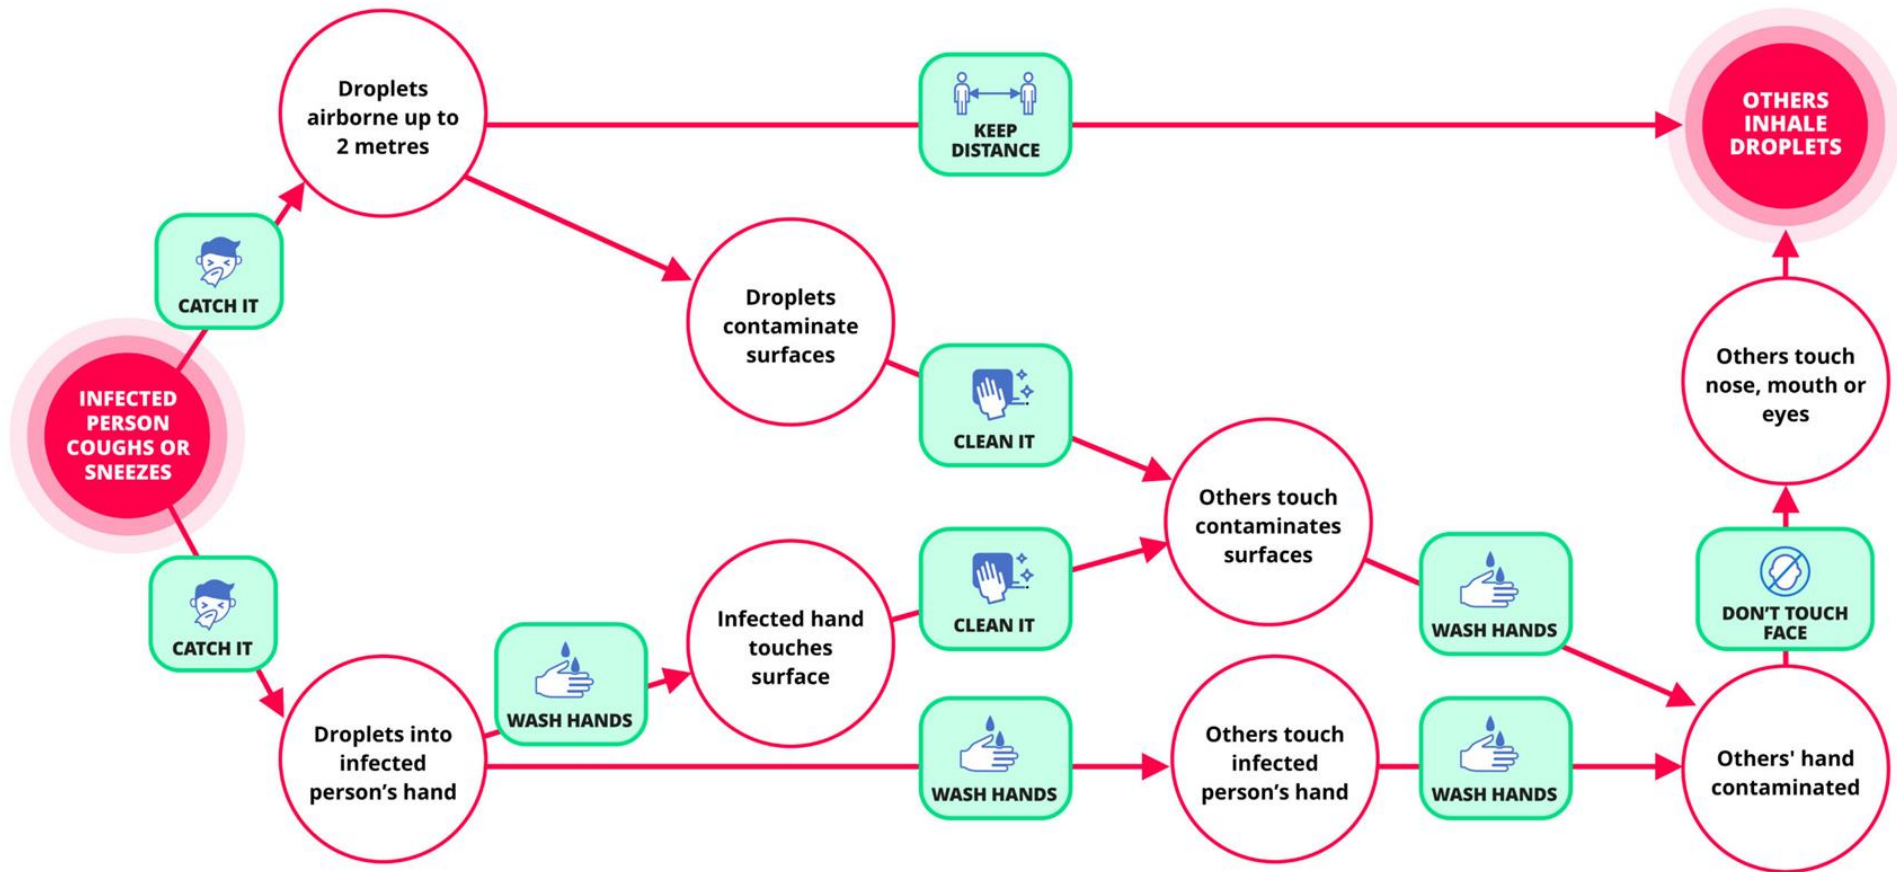 Droplets
airborne up to
2 metres
KEEP
DISTANCE
OTHERS
INHALE
DROPLETS
CATCH IT
Droplets
contaminate
surfaces
INFECTED
PERSON
COUGHS OR
SNEEZES
CLEAN IT
Others touch
nose, mouth or
eyes
Others touch
contaminates
surfaces
CATCH IT
Infected hand
touches
surface
CLEAN IT
WASH HANDS
DON'T TOUCH
FACE
WASH HANDS
Droplets into
infected
person's hand
WASH HANDS
Others touch
infected
person's hand
WASH HANDS
Others' hand
contaminated